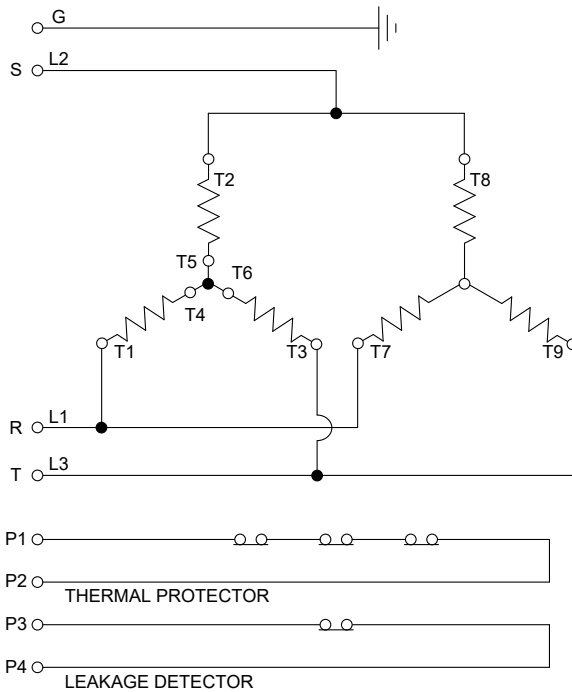 G
S L2
T2 T8
T5 T6
T4
T1 T3 T7 T9
R L1
T L3
P1
P2 THERMAL PROTECTOR
P3
P4 LEAKAGE DETECTOR